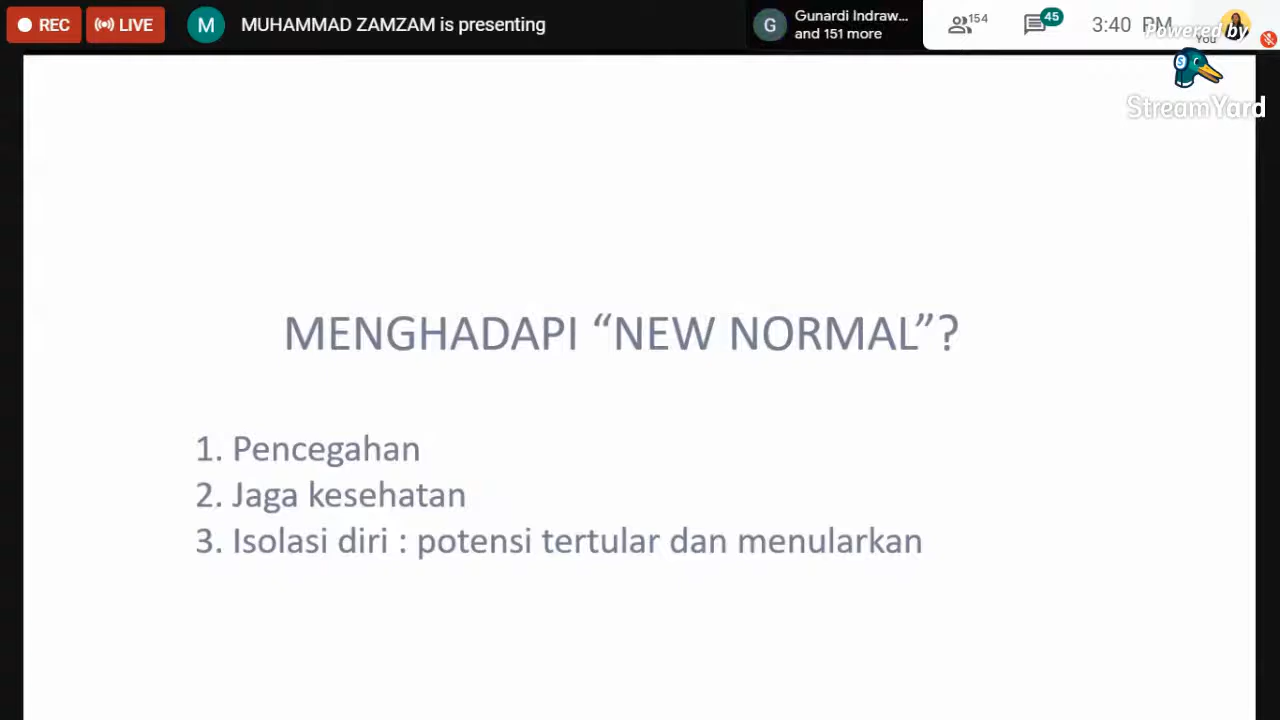 REC
LIVE
M
MUHAMMAD ZAMZAM is presenting
G
Gunardi Indraw...
and 151 more
154
45
3:40 PM
You
Powered by
S
StreamYard
MENGHADAPI “NEW NORMAL”?
1. Pencegahan
2. Jaga kesehatan
3. Isolasi diri : potensi tertular dan menularkan